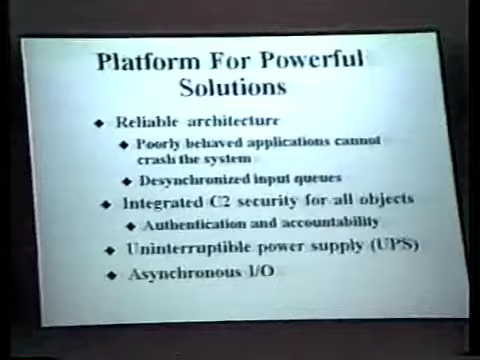 Platform For Powerful
Solutions
Reliable architecture
Poorly behaved applications cannot
crash the system
Desynchronized input queues
Integrated C2 security for all objects
Authentication and accountability
Uninterruptible power supply (UPS)
Asynchronous I/O